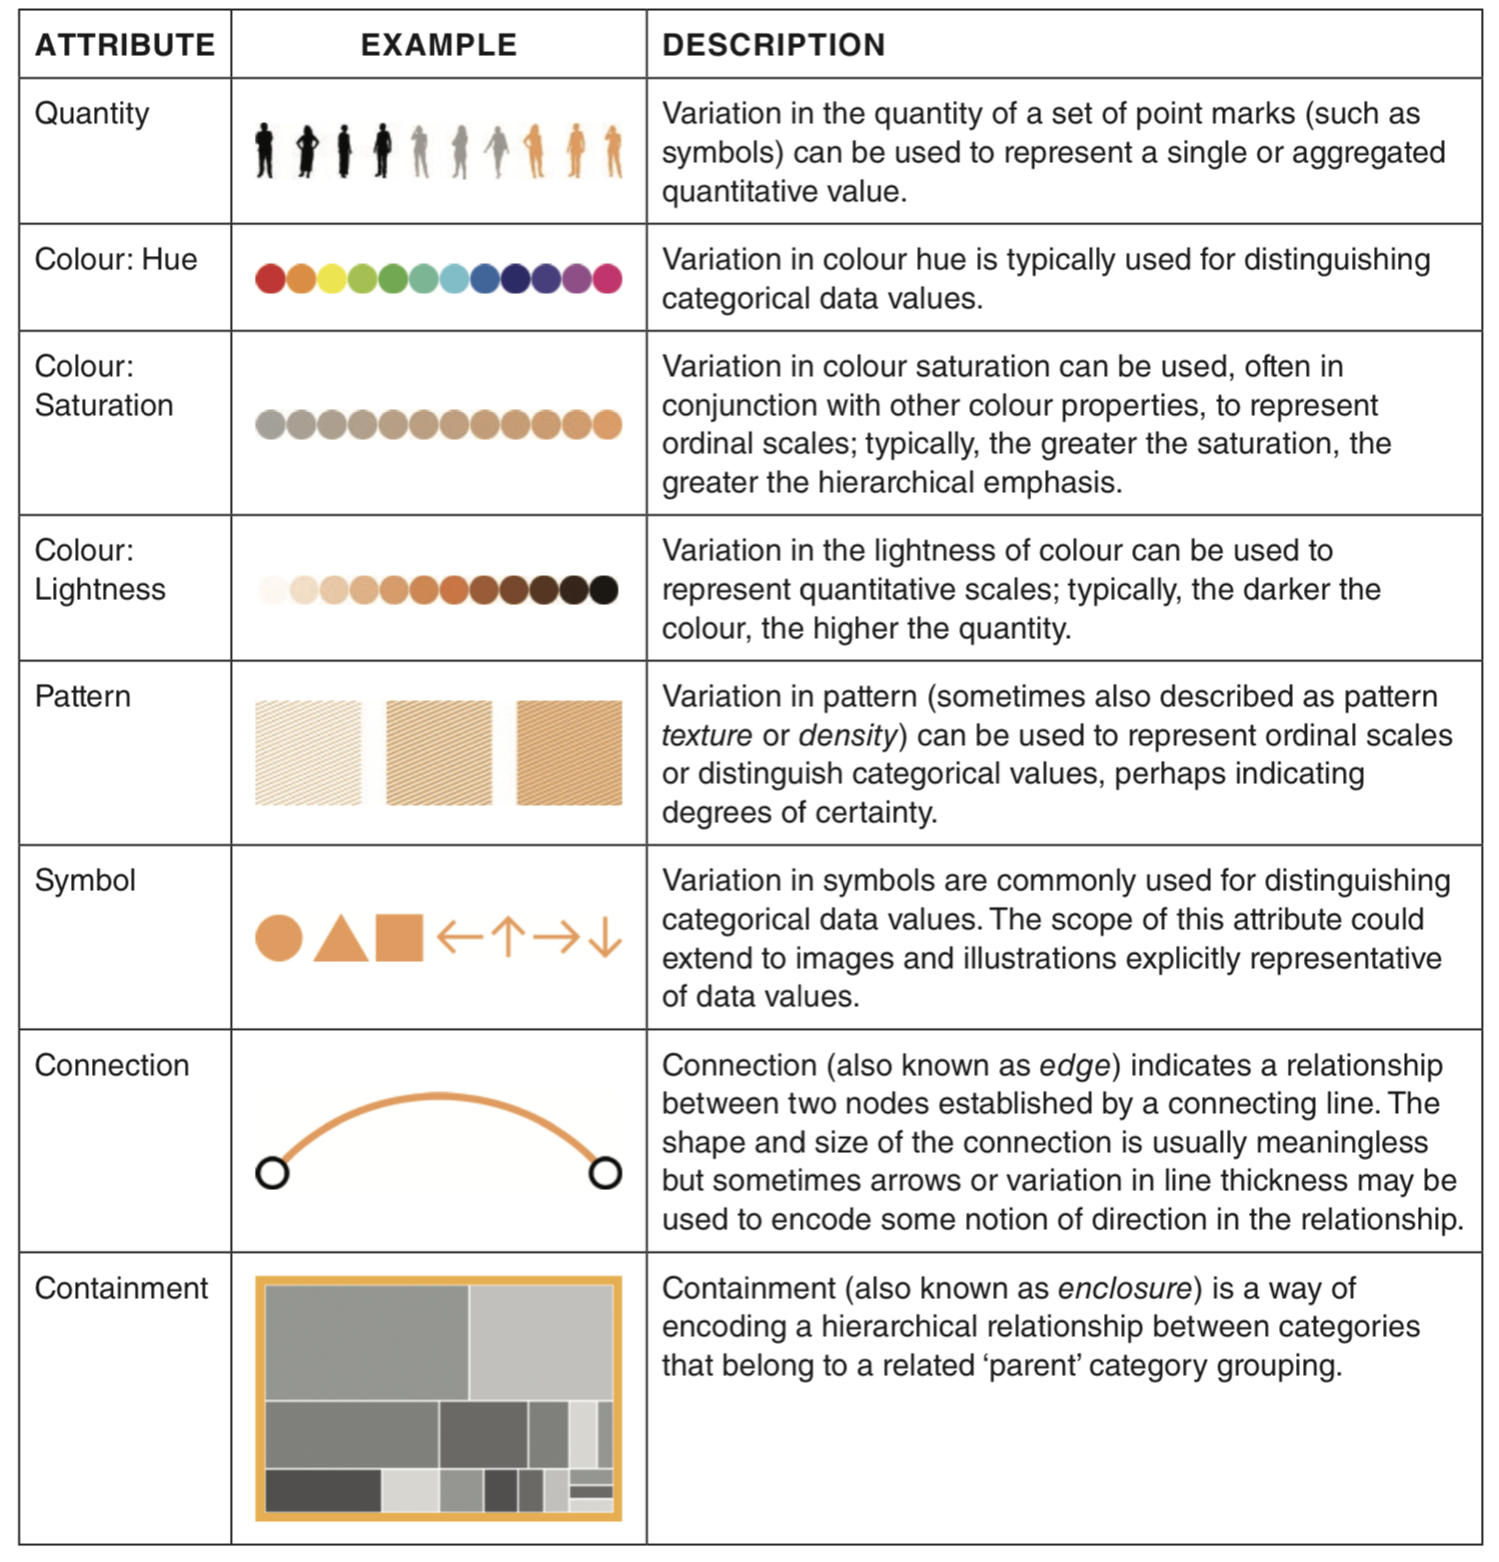 ATTRIBUTE EXAMPLE DESCRIPTION
Quantity
Variation in the quantity of a set of point marks (such as
symbols) can be used to represent a single or aggregated
quantitative value.
Colour: Hue
Variation in colour hue is typically used for distinguishing
categorical data values.
Colour:
Saturation
Variation in colour saturation can be used, often in
conjunction with other colour properties, to represent
ordinal scales; typically, the greater the saturation, the
greater the hierarchical emphasis.
Colour:
Lightness
Variation in the lightness of colour can be used to
represent quantitative scales; typically, the darker the
colour, the higher the quantity.
Pattern
Variation in pattern (sometimes also described as pattern
texture or density) can be used to represent ordinal scales
or distinguish categorical values, perhaps indicating
degrees of certainty.
Symbol
Variation in symbols are commonly used for distinguishing
categorical data values. The scope of this attribute could
extend to images and illustrations explicitly representative
of data values.
Connection
Connection (also known as edge) indicates a relationship
between two nodes established by a connecting line. The
shape and size of the connection is usually meaningless
but sometimes arrows or variation in line thickness may be
used to encode some notion of direction in the relationship.
Containment
Containment (also known as enclosure) is a way of
encoding a hierarchical relationship between categories
that belong to a related ‘parent’ category grouping.